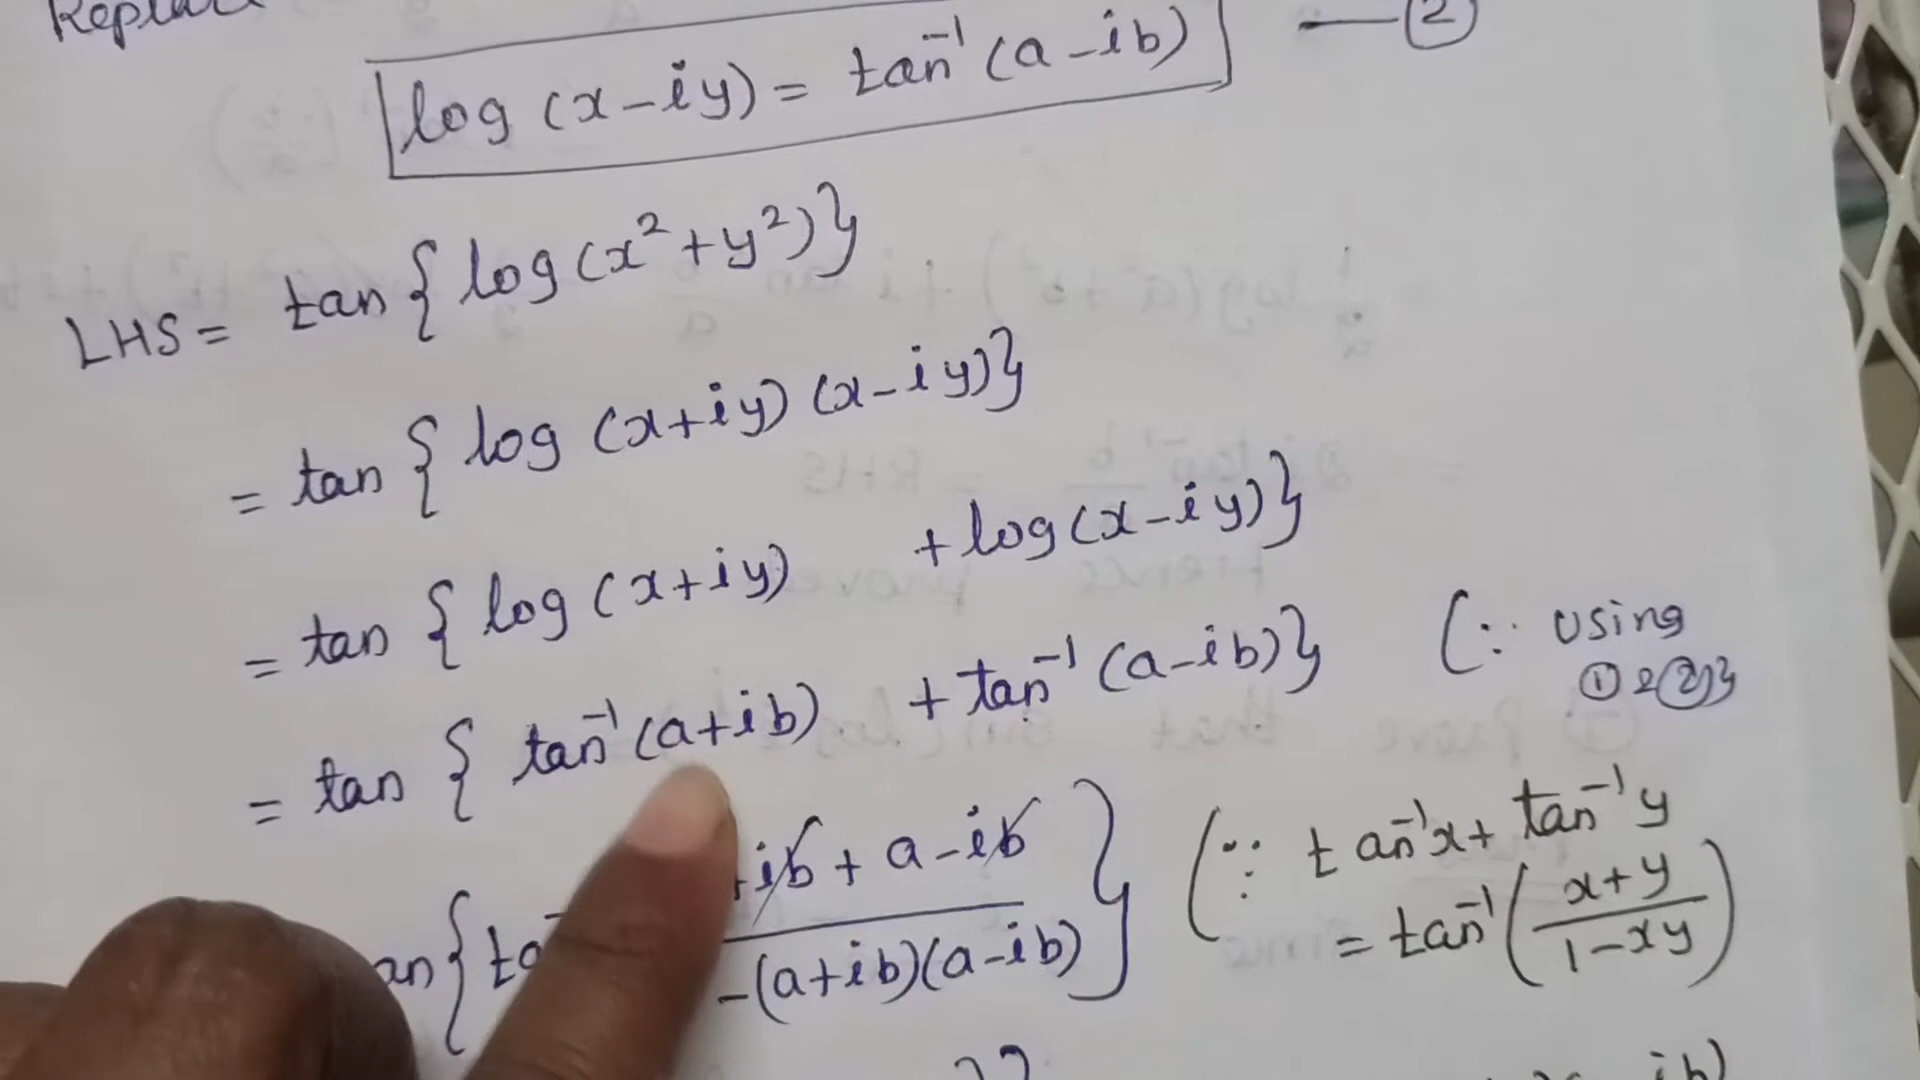 log (x-iy) = tan⁻¹ (a-ib) — ②
LHS = tan { log (x² + y²)}
= tan { log (x+iy) (x-iy)}
= tan { log (x+iy) + log (x-iy)}
= tan { tan⁻¹ (a+ib) + tan⁻¹ (a-ib)} (∵ using
① & ②)}
ib + a - ib
(∵ tan⁻¹x + tan⁻¹y
an{ -(a+ib)(a-ib) }
= tan⁻¹ (x+y / 1-xy)
ib)